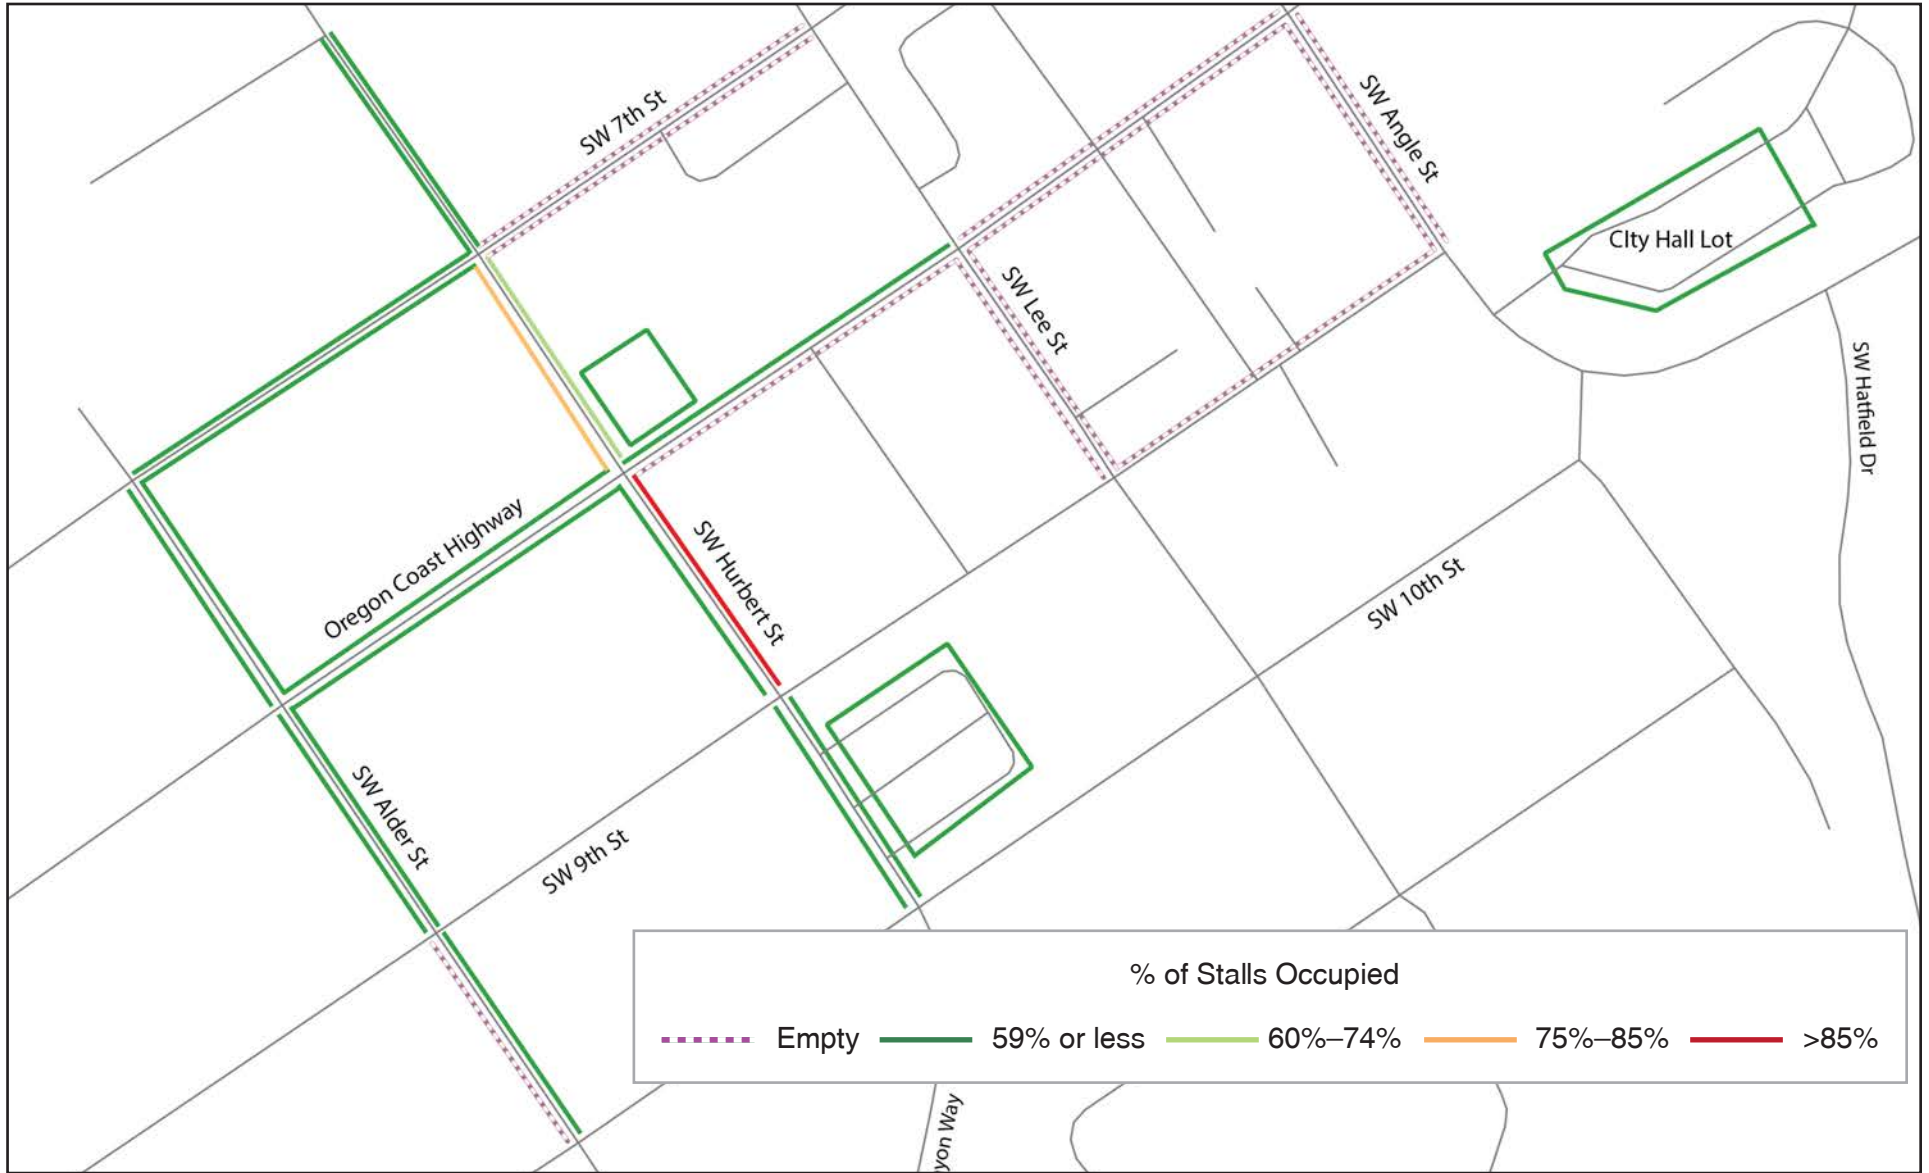 SW 7th St
SW Angle St
CIty Hall Lot
SW Lee St
SW Hatfield Dr
Oregon Coast Highway
SW Hurbert St
SW 10th St
SW Alder St
SW 9th St
% of Stalls Occupied
Empty 59% or less 60%–74% 75%–85% >85%
yon Way